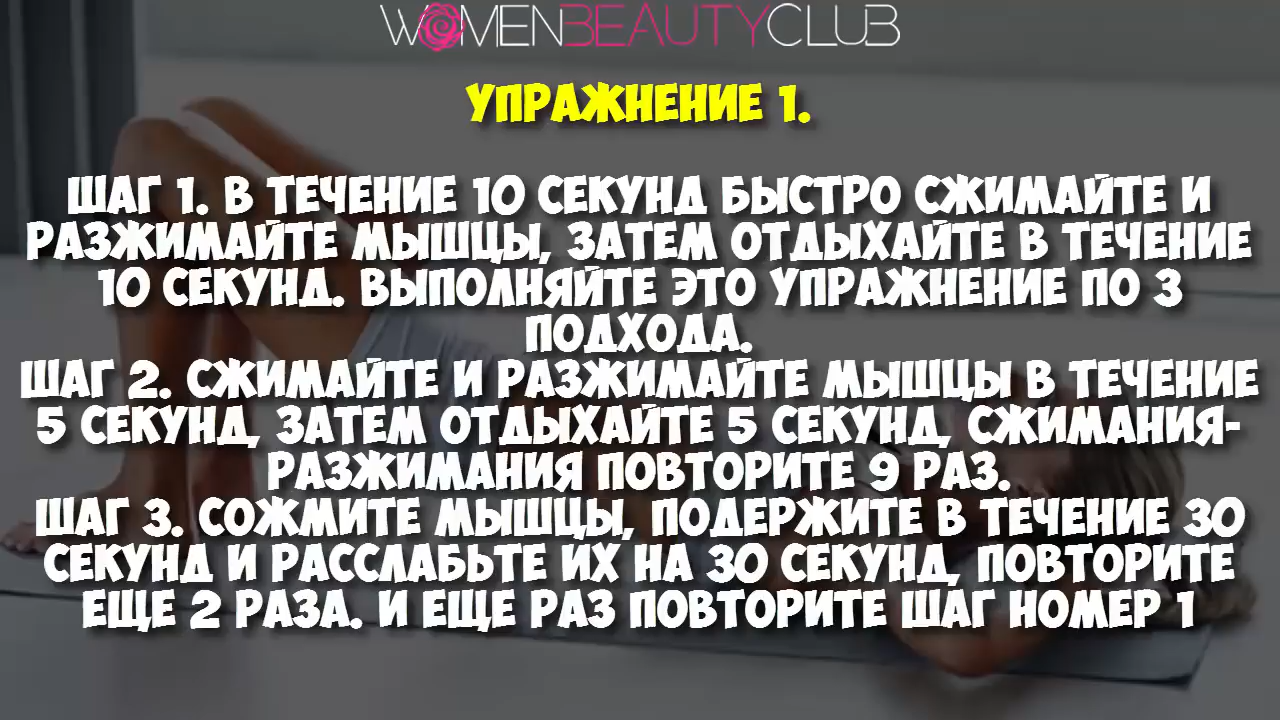 WOMENBEAUTYCLUB
УПРАЖНЕНИЕ 1.
ШАГ 1. В ТЕЧЕНИЕ 10 СЕКУНД БЫСТРО СЖИМАЙТЕ И
РАЗЖИМАЙТЕ МЫШЦЫ, ЗАТЕМ ОТДЫХАЙТЕ В ТЕЧЕНИЕ
10 СЕКУНД. ВЫПОЛНЯЙТЕ ЭТО УПРАЖНЕНИЕ ПО 3
ПОДХОДА.
ШАГ 2. СЖИМАЙТЕ И РАЗЖИМАЙТЕ МЫШЦЫ В ТЕЧЕНИЕ
5 СЕКУНД, ЗАТЕМ ОТДЫХАЙТЕ 5 СЕКУНД, СЖИМАНИЯ-
РАЗЖИМАНИЯ ПОВТОРИТЕ 9 РАЗ.
ШАГ 3. СОЖМИТЕ МЫШЦЫ, ПОДЕРЖИТЕ В ТЕЧЕНИЕ 30
СЕКУНД И РАССЛАБЬТЕ ИХ НА 30 СЕКУНД, ПОВТОРИТЕ
ЕЩЕ 2 РАЗА. И ЕЩЕ РАЗ ПОВТОРИТЕ ШАГ НОМЕР 1